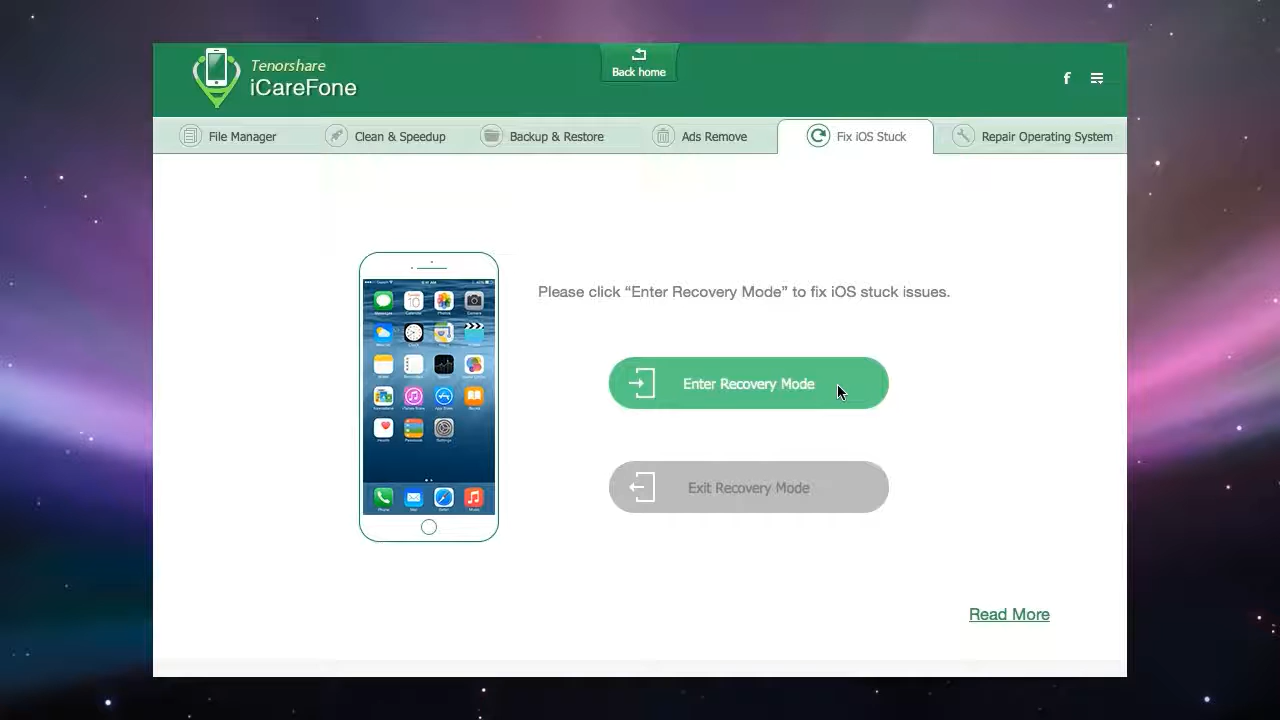 Tenorshare
iCareFone
Back home
f
File Manager
Clean & Speedup
Backup & Restore
Ads Remove
Fix iOS Stuck
Repair Operating System
Please click “Enter Recovery Mode” to fix iOS stuck issues.
Enter Recovery Mode
Exit Recovery Mode
Read More